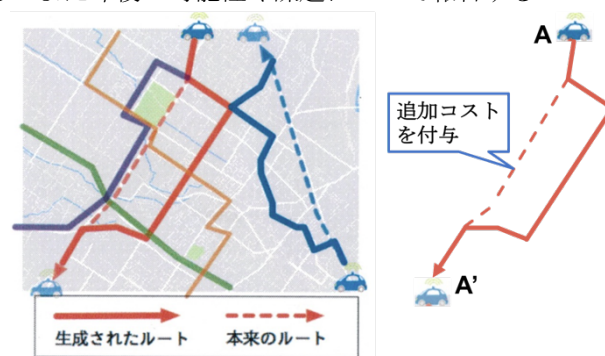 A
追加コスト
を付与
A'
生成されたルート
本来のルート